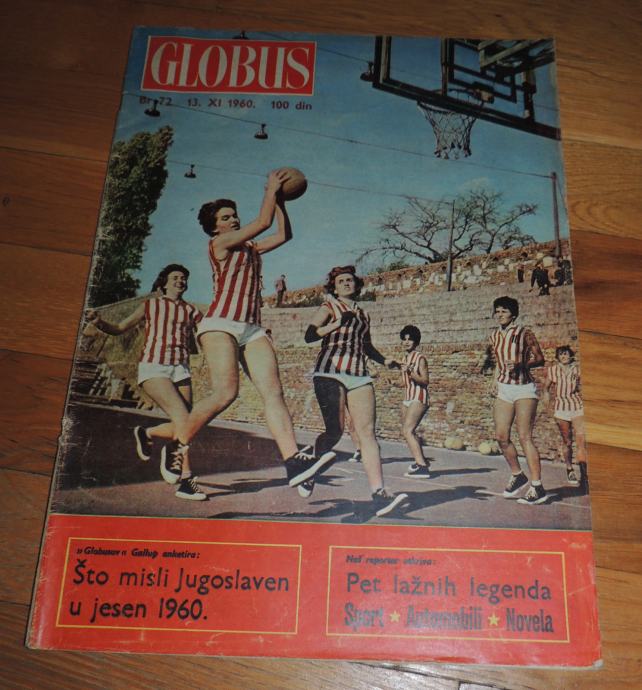 GLOBUS
Br. 72 13. XI 1960. 100 din
»Globusov« Gallup anketira:
Što misli Jugoslaven
u jesen 1960.
Naš reporter otkriva:
Pet lažnih legenda
Sport ★ Automobili ★ Novela